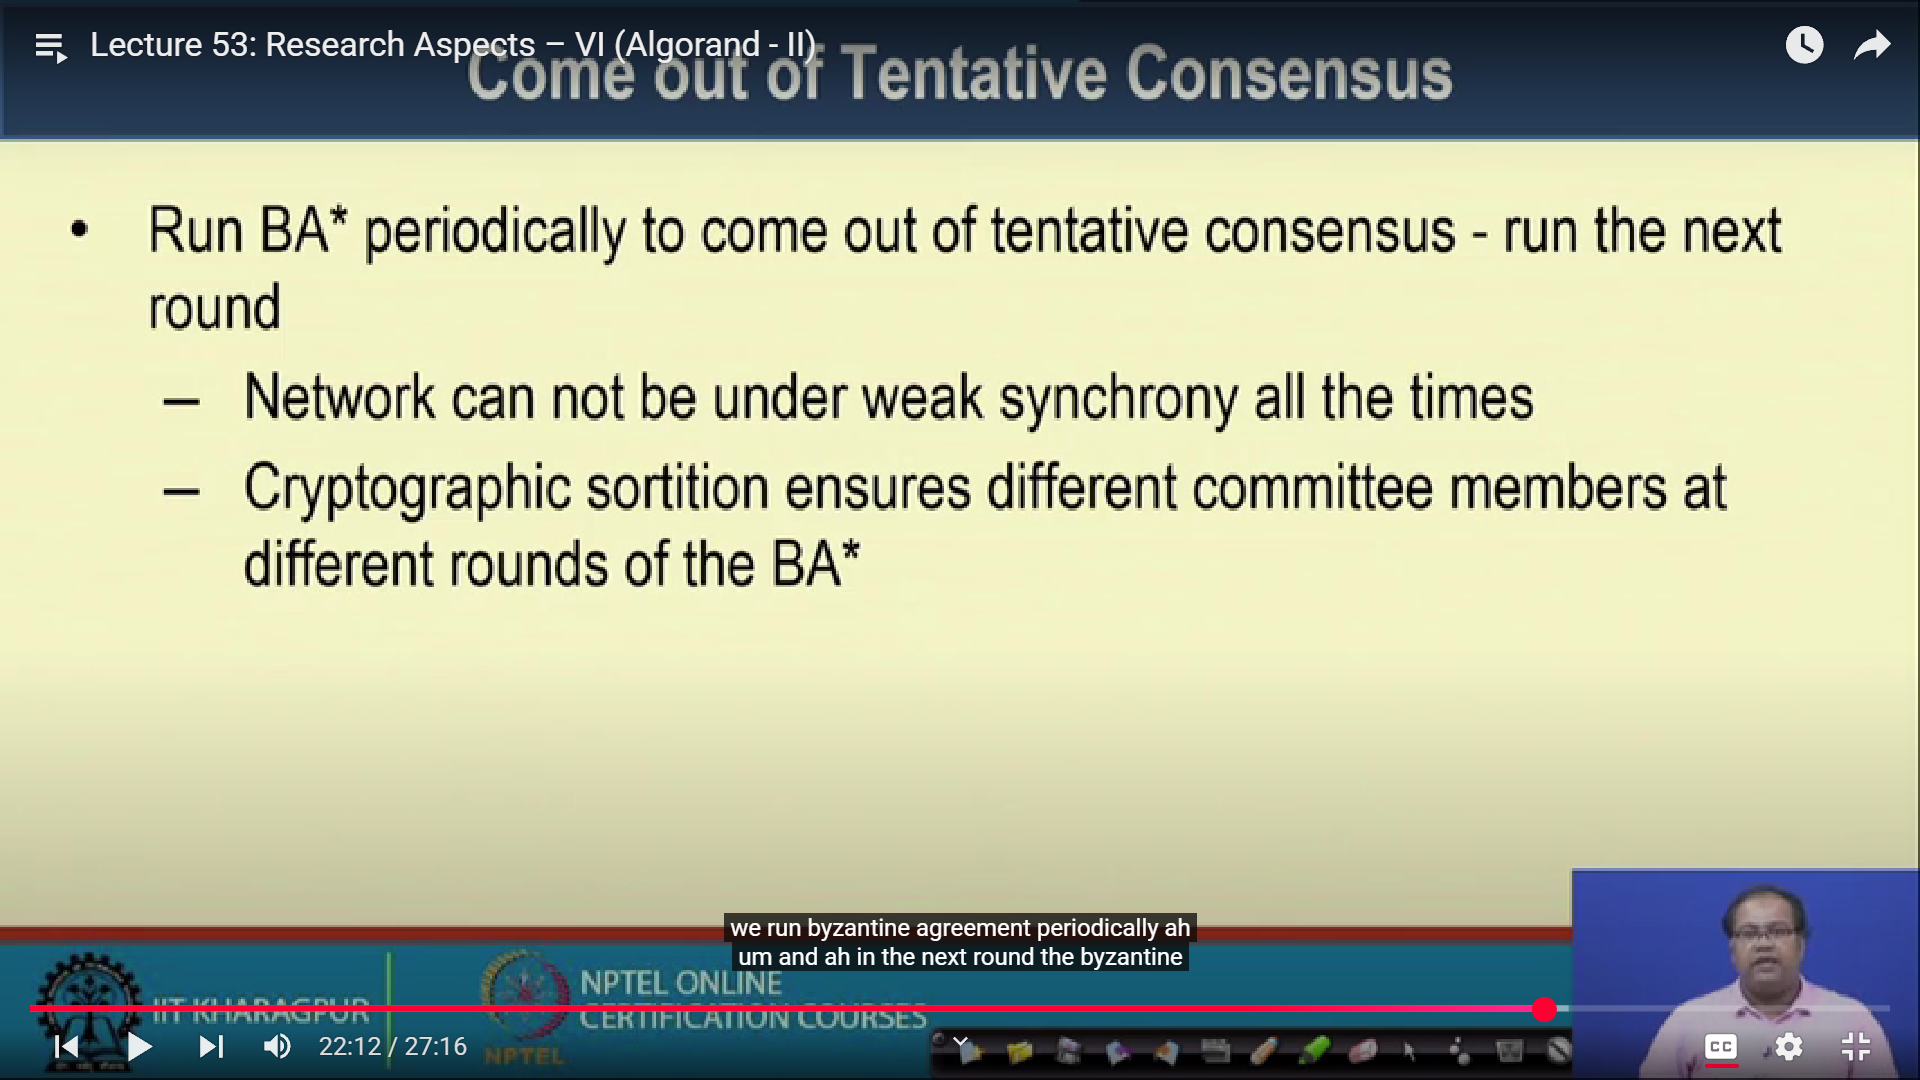 Lecture 53: Research Aspects – VI (Algorand - II)
Come out of Tentative Consensus
• Run BA* periodically to come out of tentative consensus - run the next
round
– Network can not be under weak synchrony all the times
– Cryptographic sortition ensures different committee members at
different rounds of the BA*
we run byzantine agreement periodically ah
um and ah in the next round the byzantine
IIT KHARAGPUR
NPTEL ONLINE
CERTIFICATION COURSES
NPTEL
22:12 / 27:16
CC